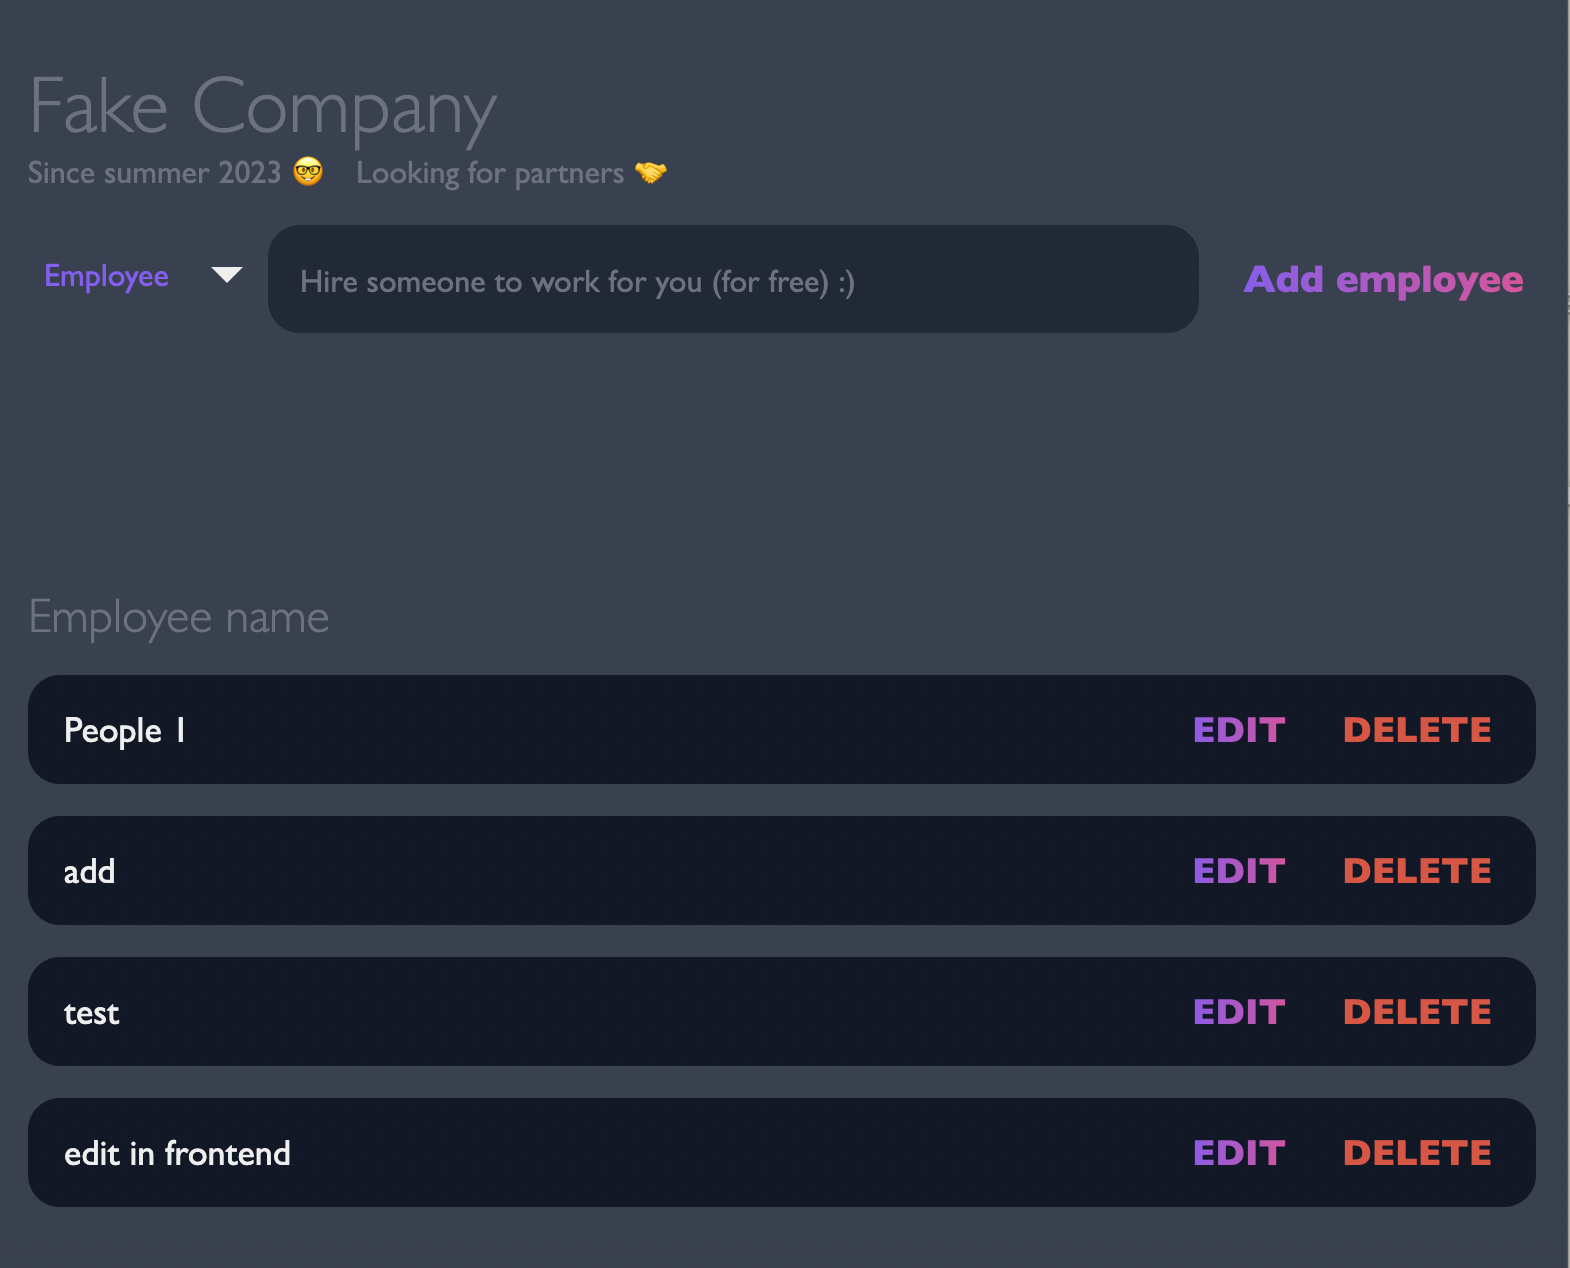 Fake Company
Since summer 2023 🤓 Looking for partners 🤝
Employee
Hire someone to work for you (for free) :)
Add employee
Employee name
People 1 EDIT DELETE
add EDIT DELETE
test EDIT DELETE
edit in frontend EDIT DELETE